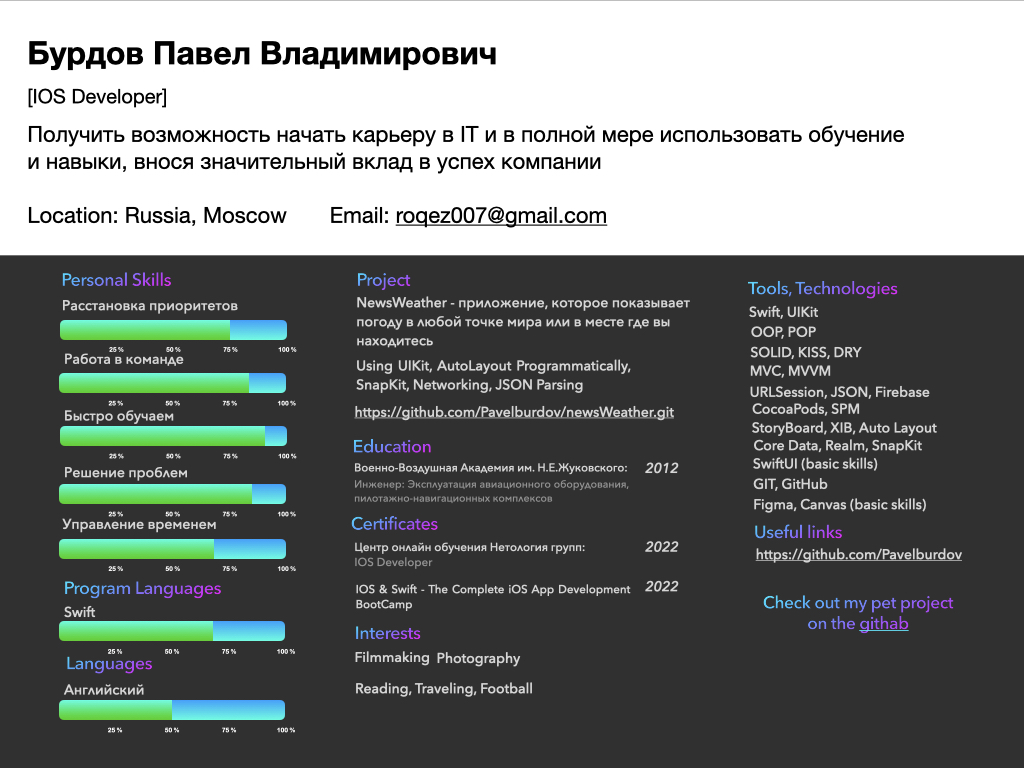 Бурдов Павел Владимирович
[IOS Developer]
Получить возможность начать карьеру в IT и в полной мере использовать обучение
и навыки, внося значительный вклад в успех компании
Location: Russia, Moscow Email: roqez007@gmail.com
Personal Skills
Расстановка приоритетов
25 % 50 % 75 % 100 %
Работа в команде
25 % 50 % 75 % 100 %
Быстро обучаем
25 % 50 % 75 % 100 %
Решение проблем
25 % 50 % 75 % 100 %
Управление временем
25 % 50 % 75 % 100 %
Program Languages
Swift
25 % 50 % 75 % 100 %
Languages
Английский
25 % 50 % 75 % 100 %
Project
NewsWeather - приложение, которое показывает
погоду в любой точке мира или в месте где вы
находитесь
Using UIKit, AutoLayout Programmatically,
SnapKit, Networking, JSON Parsing
https://github.com/Pavelburdov/newsWeather.git
Education
Военно-Воздушная Академия им. Н.Е.Жуковского: 2012
Инженер: Эксплуатация авиационного оборудования,
пилотажно-навигационных комплексов
Certificates
Центр онлайн обучения Нетология групп: 2022
IOS Developer
IOS & Swift - The Complete iOS App Development 2022
BootCamp
Interests
Filmmaking Photography
Reading, Traveling, Football
Tools, Technologies
Swift, UIKit
OOP, POP
SOLID, KISS, DRY
MVC, MVVM
URLSession, JSON, Firebase
CocoaPods, SPM
StoryBoard, XIB, Auto Layout
Core Data, Realm, SnapKit
SwiftUI (basic skills)
GIT, GitHub
Figma, Canvas (basic skills)
Useful links
https://github.com/Pavelburdov
Check out my pet project
on the githab